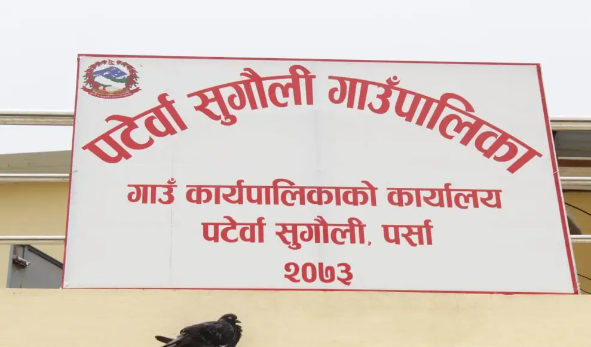 पटेर्वा सुगौली गाउँपालिका
गाउँ कार्यपालिकाको कार्यालय
पटेर्वा सुगौली, पर्सा
२०७३